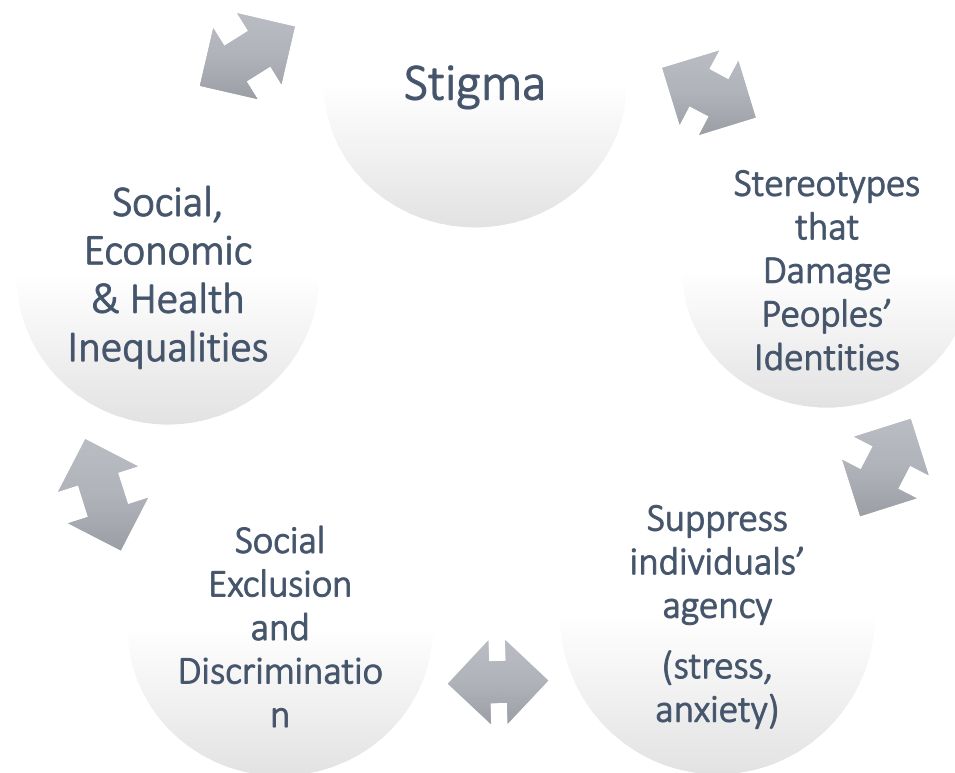 Stigma
Stereotypes
that
Damage
Peoples’
Identities
Suppress
individuals’
agency
(stress,
anxiety)
Social
Exclusion
and
Discriminatio
n
Social,
Economic
& Health
Inequalities